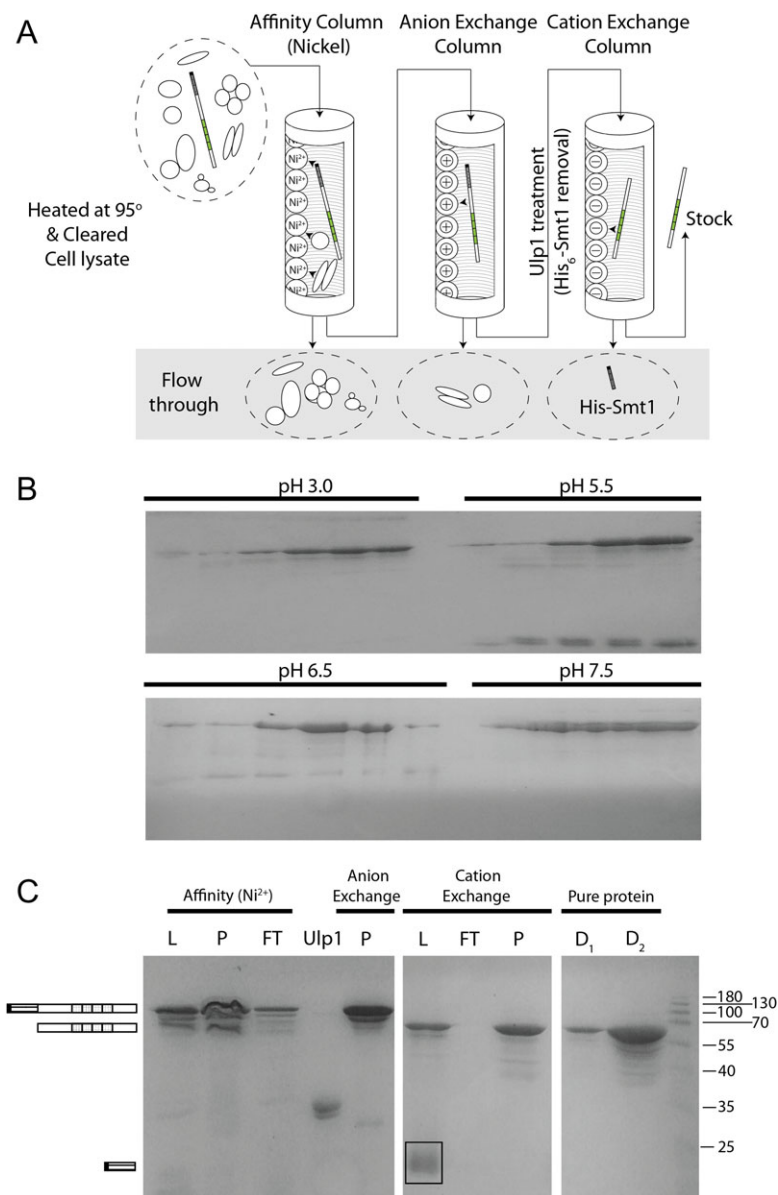 A
Affinity Column
(Nickel)
Anion Exchange
Column
Cation Exchange
Column
Ni2+
Ni2+
Ni2+
Ni2+
Ni2+
Ni2+
Ni2+
Heated at 95°
& Cleared
Cell lysate
Ulp1 treatment
(His6-Smt1 removal)
Stock
Flow
through
His-Smt1
B
pH 3.0
pH 5.5
pH 6.5
pH 7.5
C
Affinity (Ni2+)
Anion
Exchange
Cation
Exchange
Pure protein
L P FT Ulp1 P L FT P D1 D2
180
130
100
70
55
40
35
25